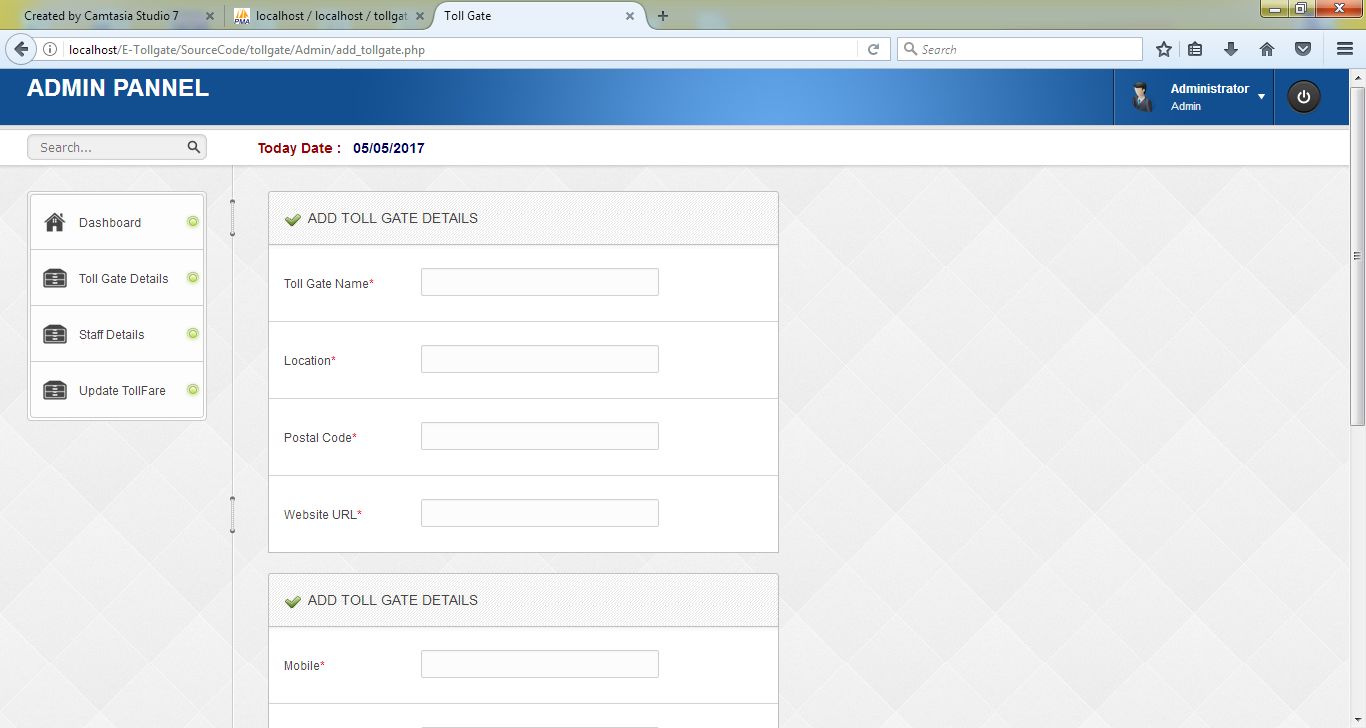 Created by Camtasia Studio 7
PMA localhost / localhost / tollgat
Toll Gate
localhost/E-Tollgate/SourceCode/tollgate/Admin/add_tollgate.php
Search
ADMIN PANNEL
Administrator
Admin
Search...
Today Date : 05/05/2017
Dashboard
Toll Gate Details
Staff Details
Update TollFare
ADD TOLL GATE DETAILS
Toll Gate Name*
Location*
Postal Code*
Website URL*
ADD TOLL GATE DETAILS
Mobile*